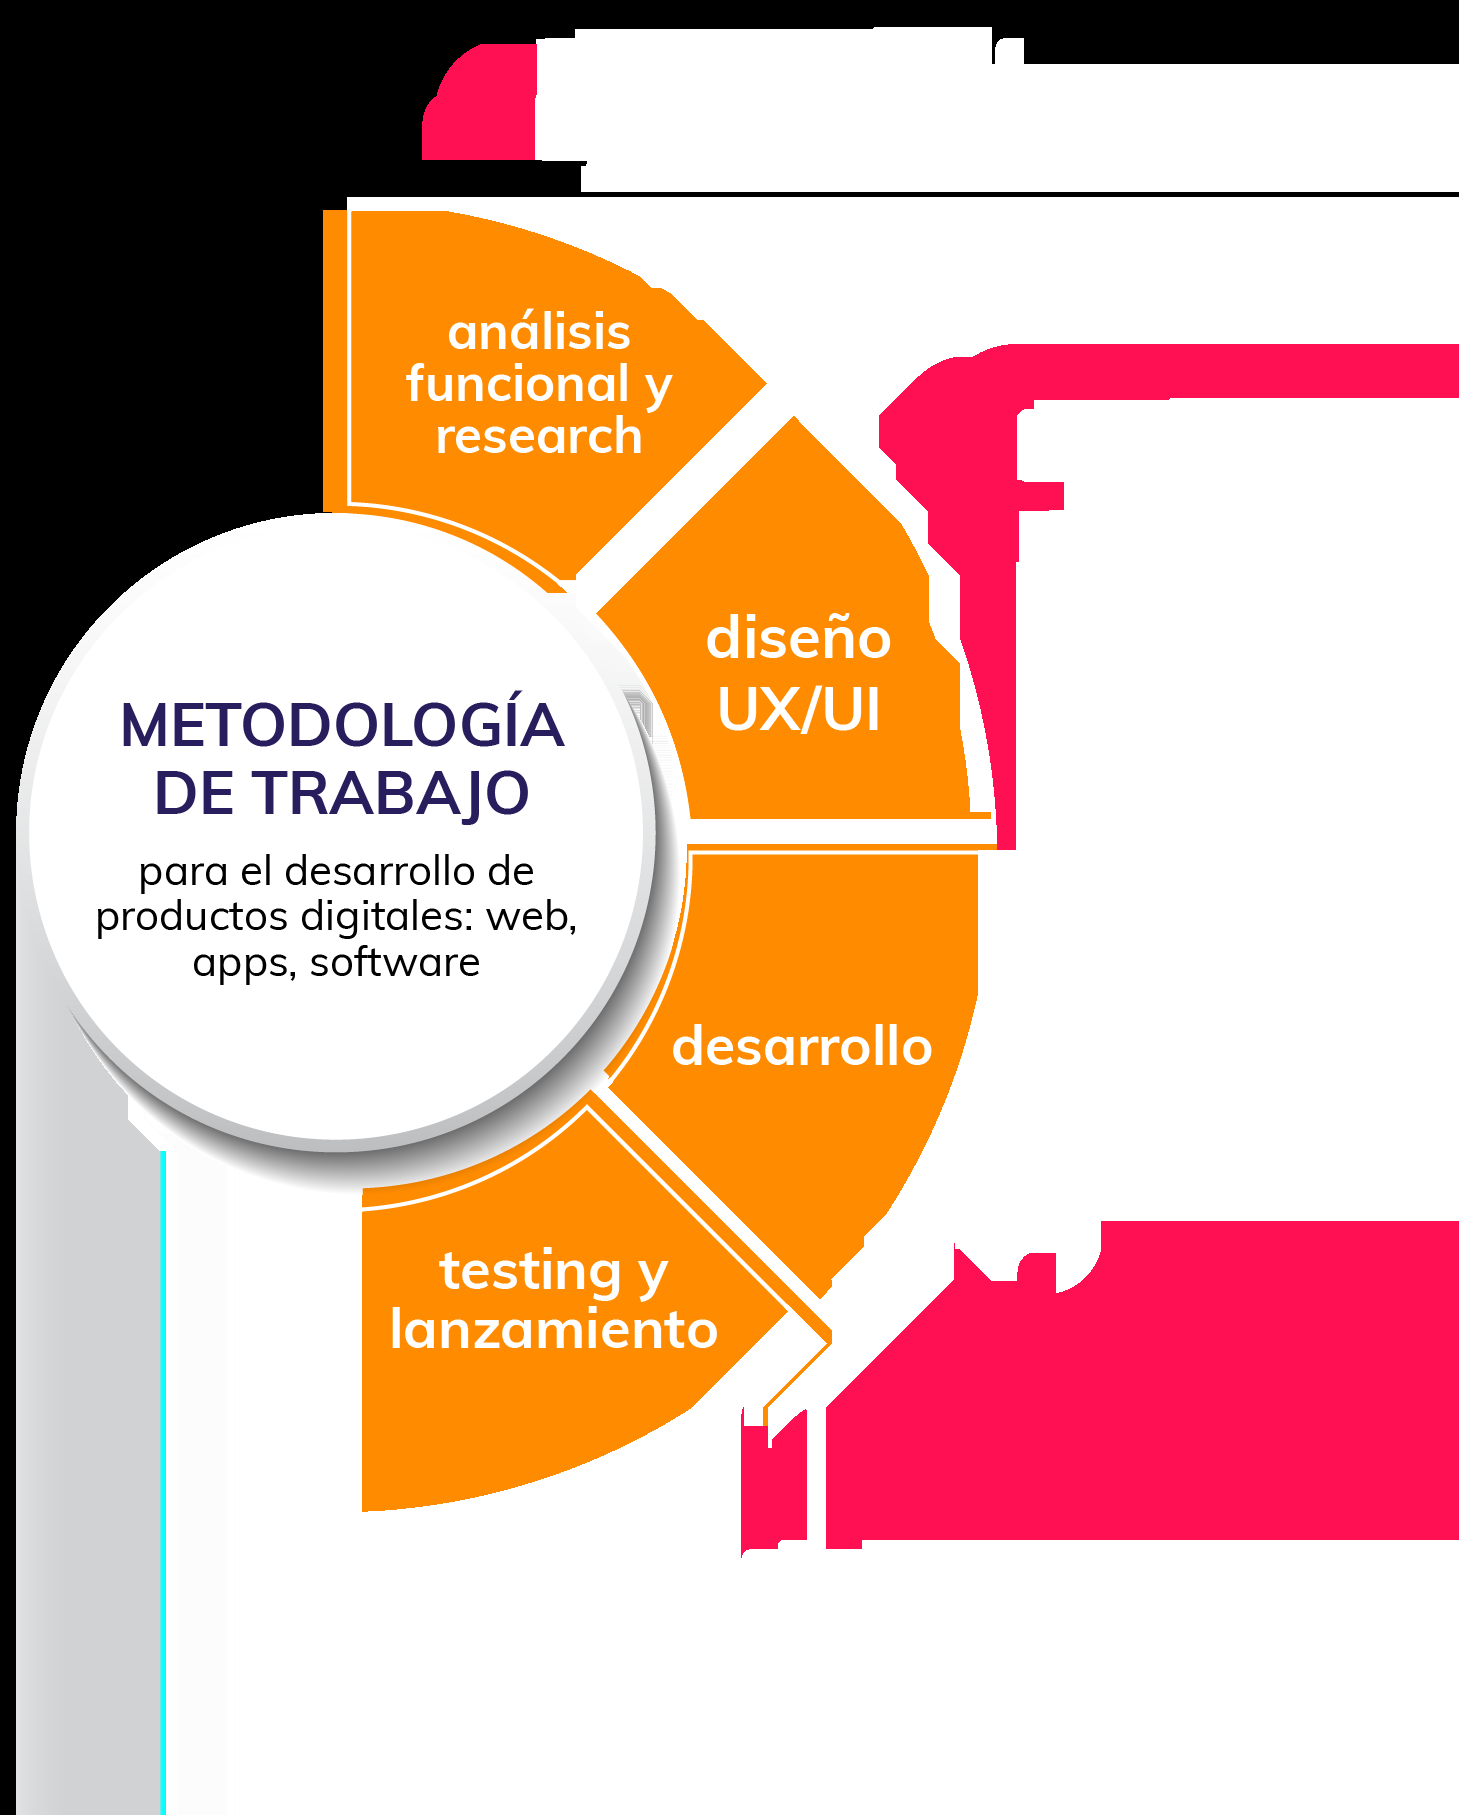 análisis
funcional y
research
diseño
UX/UI
METODOLOGÍA
DE TRABAJO
para el desarrollo de
productos digitales: web,
apps, software
desarrollo
testing y
lanzamiento